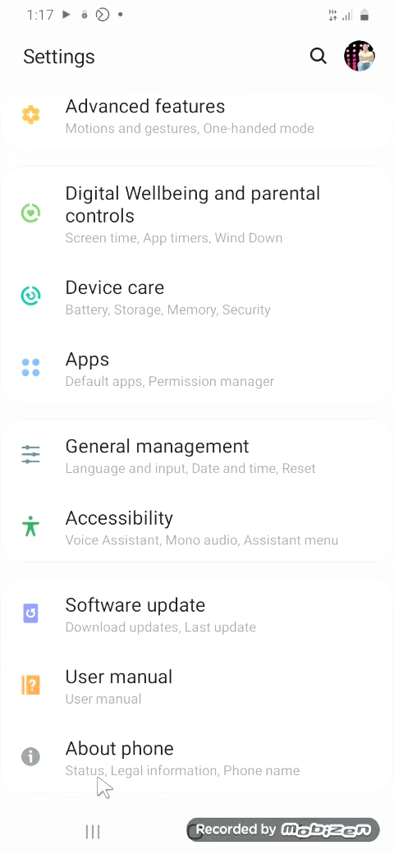 1:17
Settings
Advanced features
Motions and gestures, One-handed mode
Digital Wellbeing and parental
controls
Screen time, App timers, Wind Down
Device care
Battery, Storage, Memory, Security
Apps
Default apps, Permission manager
General management
Language and input, Date and time, Reset
Accessibility
Voice Assistant, Mono audio, Assistant menu
Software update
Download updates, Last update
User manual
User manual
About phone
Status, Legal information, Phone name
Recorded by mobizen